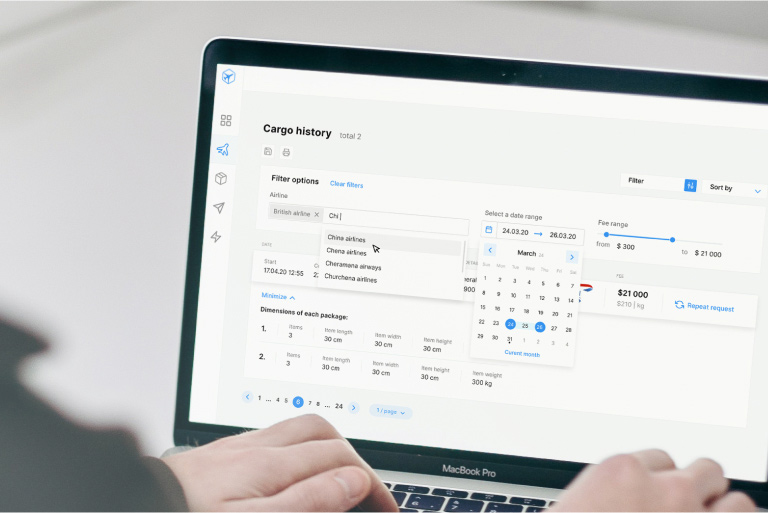 Cargo history total 2
Filter
Sort by
Filter options Clear filters
Airline
British airline × Chi
China airlines
Chena airlines
Cheramena airways
Churchena airlines
Select a date range
24.03.20 → 26.03.20
March
Sun Mon Tue Wed Thu Fri Sat
1 2 3 4 5 6 7
8 9 10 11 12 13 14
15 16 17 18 19 20 21
22 23 24 25 26 27 28
29 30 31 1 2 3 4
Curent month
Fee range
from $ 300 to $ 21 000
Start
17.04.20 12:55
$21 000
$210 | kg
Repeat request
Minimize
Dimensions of each package:
1. Items 3 Item length 30 cm Item width 30 cm Item height 30 cm
2. Items 3 Item length 30 cm Item width 30 cm Item height 30 cm Item weight 300 kg
1 ... 4 5 6 7 8 ... 24
1 / page
MacBook Pro